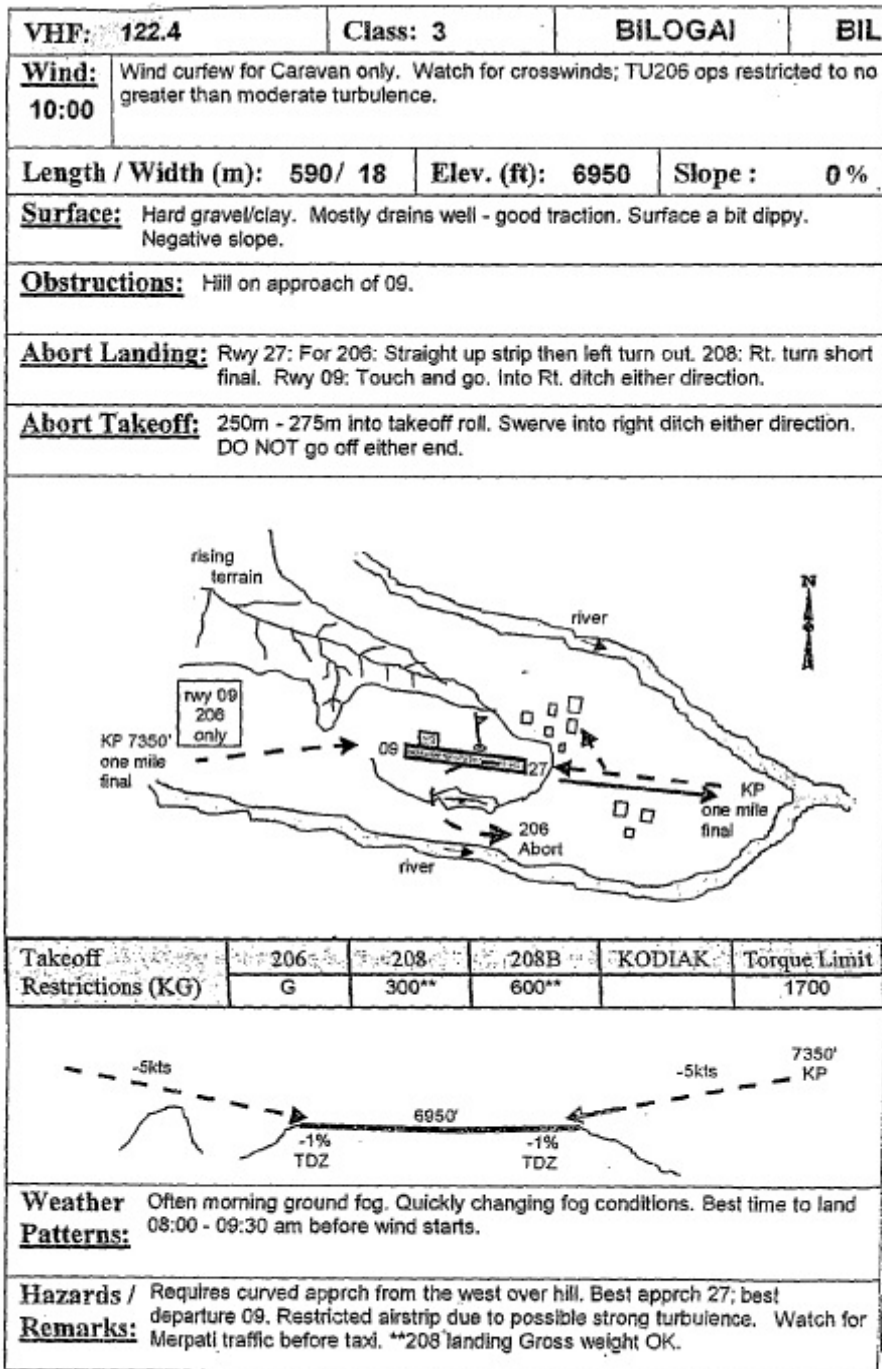 VHF: 122.4 Class: 3 BILOGAI BIL
Wind: Wind curfew for Caravan only. Watch for crosswinds; TU206 ops restricted to no
10:00 greater than moderate turbulence.
Length / Width (m): 590/ 18 Elev. (ft): 6950 Slope : 0 %
Surface: Hard gravel/clay. Mostly drains well - good traction. Surface a bit dippy.
Negative slope.
Obstructions: Hill on approach of 09.
Abort Landing: Rwy 27: For 206: Straight up strip then left turn out. 208: Rt. turn short
final. Rwy 09: Touch and go. Into Rt. ditch either direction.
Abort Takeoff: 250m - 275m into takeoff roll. Swerve into right ditch either direction.
DO NOT go off either end.
rising
terrain
river
N
rwy 09
206
only
KP 7350'
one mile
final
09
27
KP
one mile
final
206
Abort
river
Takeoff 206 208 208B KODIAK Torque Limit
Restrictions (KG) G 300** 600** 1700
-5kts
-5kts
7350'
KP
6950'
-1%
TDZ
-1%
TDZ
Weather Often morning ground fog. Quickly changing fog conditions. Best time to land
Patterns: 08:00 - 09:30 am before wind starts.
Hazards / Requires curved apprch from the west over hill. Best apprch 27; best
Remarks: departure 09. Restricted airstrip due to possible strong turbulence. Watch for
Merpati traffic before taxi. **208 landing Gross weight OK.